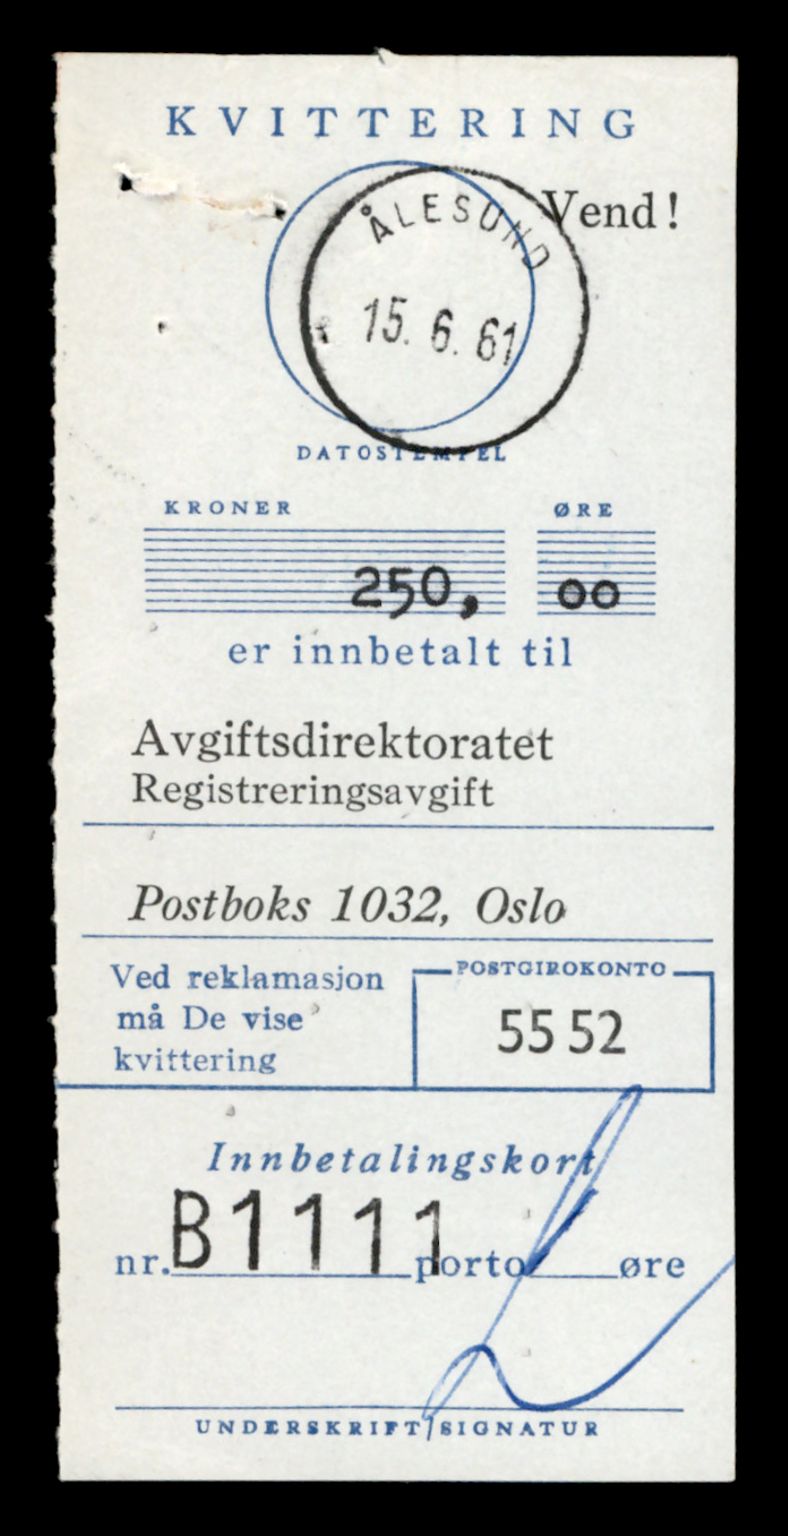 KVITTERING
Vend!
ÅLESUND
15. 6. 61
DATOSTEMPEL
KRONER ØRE
250, 00
er innbetalt til
Avgiftsdirektoratet
Registreringsavgift
Postboks 1032, Oslo
Ved reklamasjon
må De vise
kvittering
POSTGIROKONTO
55 52
Innbetalingskort
nr. B1111 porto øre
UNDERSKRIFT/SIGNATUR